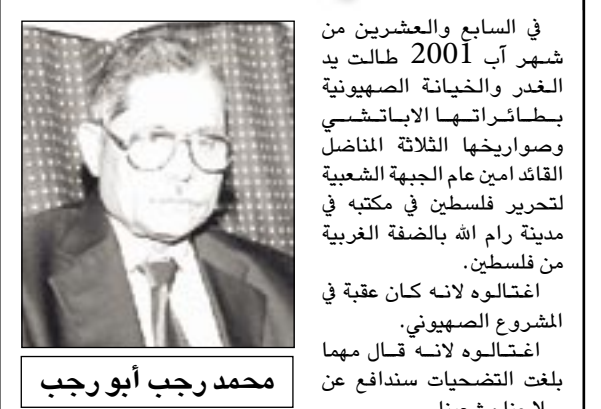 في السابع والعشرين من
شهر آب 2001 طالت يد
الغدر والخيانة الصهيونية
بطائراتها الاباتشي
وصواريخها الثلاثة المناضل
القائد امين عام الجبهة الشعبية
لتحرير فلسطين في مكتبه في
مدينة رام الله بالضفة الغربية
من فلسطين.
اغتالوه لانه كان عقبة في
المشروع الصهيوني.
اغتالوه لانه قال مهما
بلغت التضحيات سندافع عن
محمد رجب أبو رجب